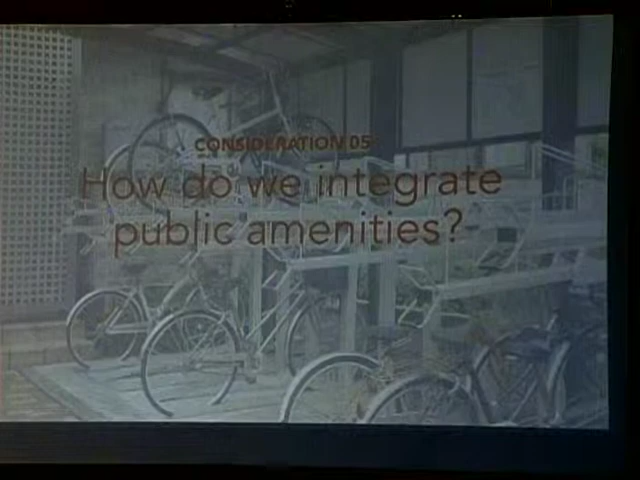 CONSIDERATION 05
How do we integrate
public amenities?